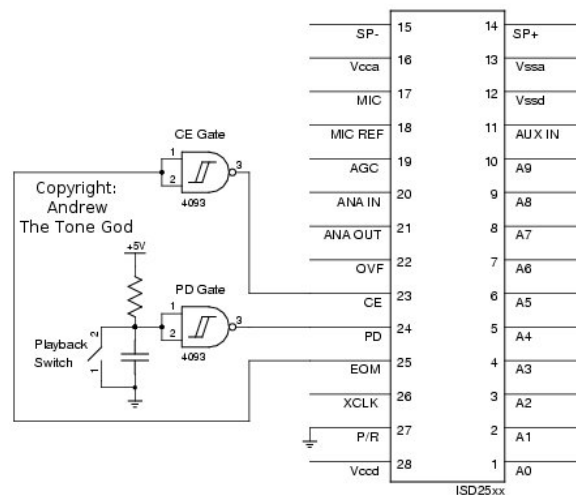 SP- 15 14 SP+
Vcca 16 13 Vssa
MIC 17 12 Vssd
MIC REF 18 11 AUX IN
AGC 19 10 A9
ANA IN 20 9 A8
ANA OUT 21 8 A7
OVF 22 7 A6
CE 23 6 A5
PD 24 5 A4
EOM 25 4 A3
XCLK 26 3 A2
P/R 27 2 A1
Vccd 28 1 A0
ISD25xx
CE Gate
1
2
3
4093
Copyright:
Andrew
The Tone God
+5V
PD Gate
1
2
3
4093
Playback
Switch
2
1